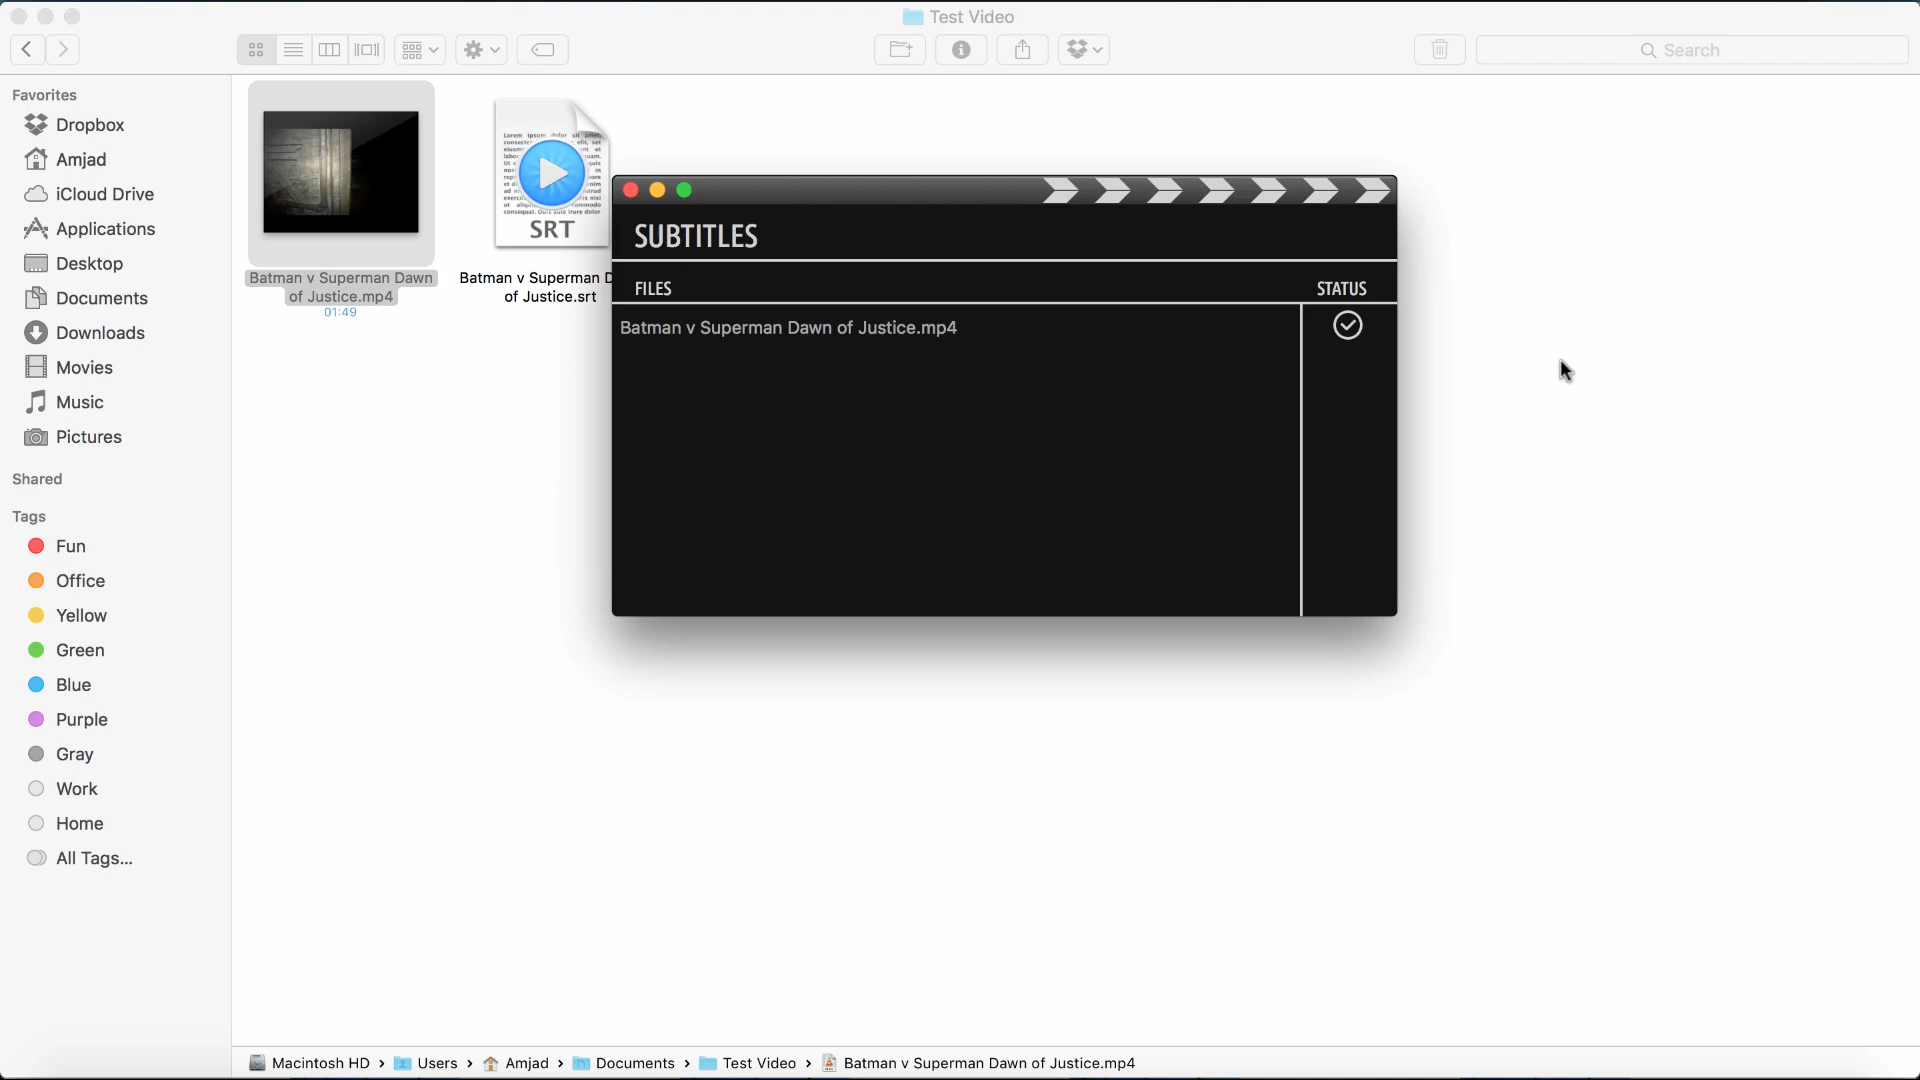 Test Video
Search
Favorites
Dropbox
Amjad
iCloud Drive
Applications
Desktop
Documents
Downloads
Movies
Music
Pictures
Shared
Tags
Fun
Office
Yellow
Green
Blue
Purple
Gray
Work
Home
All Tags...
Batman v Superman Dawn
of Justice.mp4
01:49
SRT
Batman v Superman D
of Justice.srt
SUBTITLES
FILES STATUS
Batman v Superman Dawn of Justice.mp4
Macintosh HD › Users › Amjad › Documents › Test Video › Batman v Superman Dawn of Justice.mp4